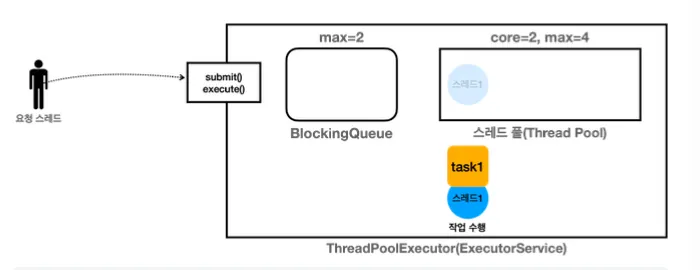 max=2
core=2, max=4
submit()
execute()
스레드1
요청 스레드
BlockingQueue
스레드 풀(Thread Pool)
task1
스레드1
작업 수행
ThreadPoolExecutor(ExecutorService)